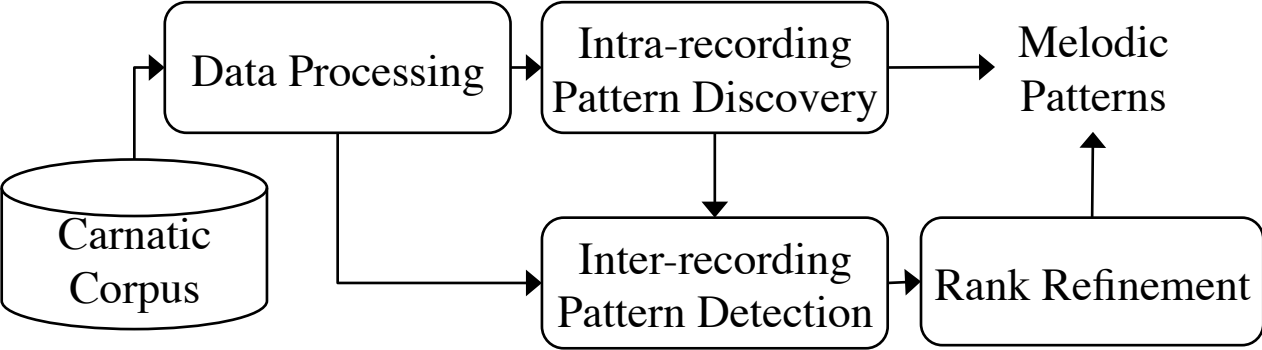 Data Processing
Intra-recording
Pattern Discovery
Melodic
Patterns
Carnatic
Corpus
Inter-recording
Pattern Detection
Rank Refinement